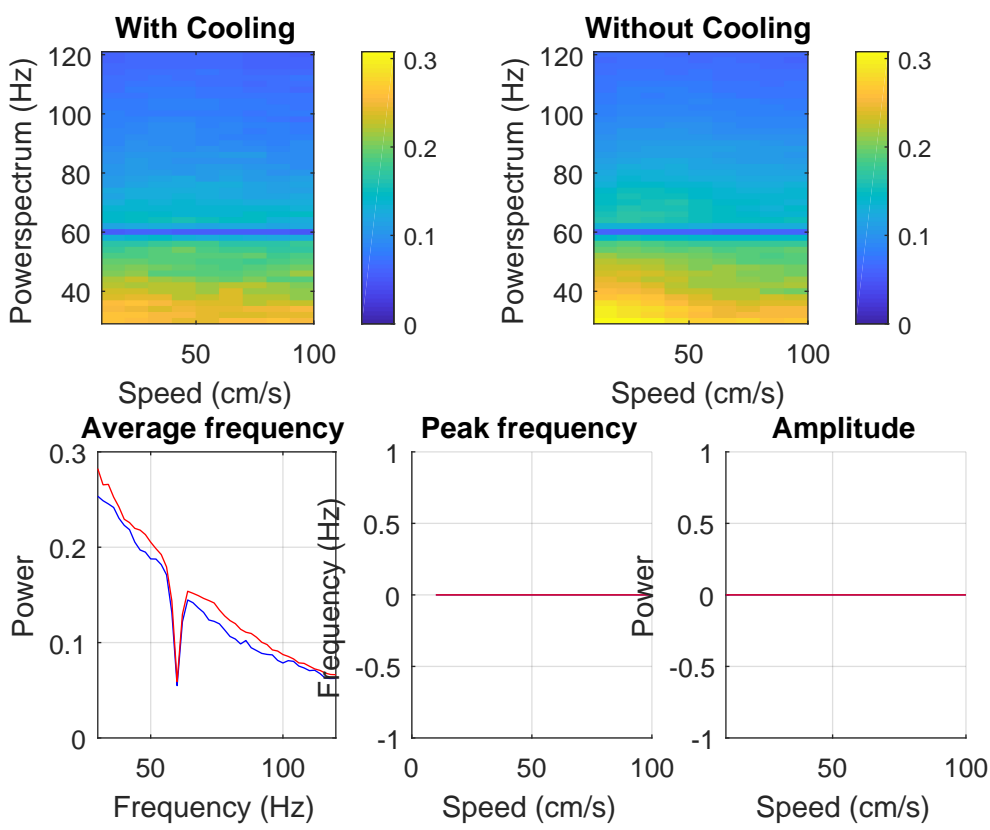 With Cooling
Powerspectrum (Hz)
120
100
80
60
40
50
100
Speed (cm/s)
0.3
0.2
0.1
0
Without Cooling
Powerspectrum (Hz)
120
100
80
60
40
50
100
Speed (cm/s)
0.3
0.2
0.1
0
Average frequency
Power
0.3
0.2
0.1
0
50
100
Frequency (Hz)
Peak frequency
Frequency (Hz)
1
0.5
0
-0.5
-1
0
50
100
Speed (cm/s)
Amplitude
Power
1
0.5
0
-0.5
-1
50
100
Speed (cm/s)